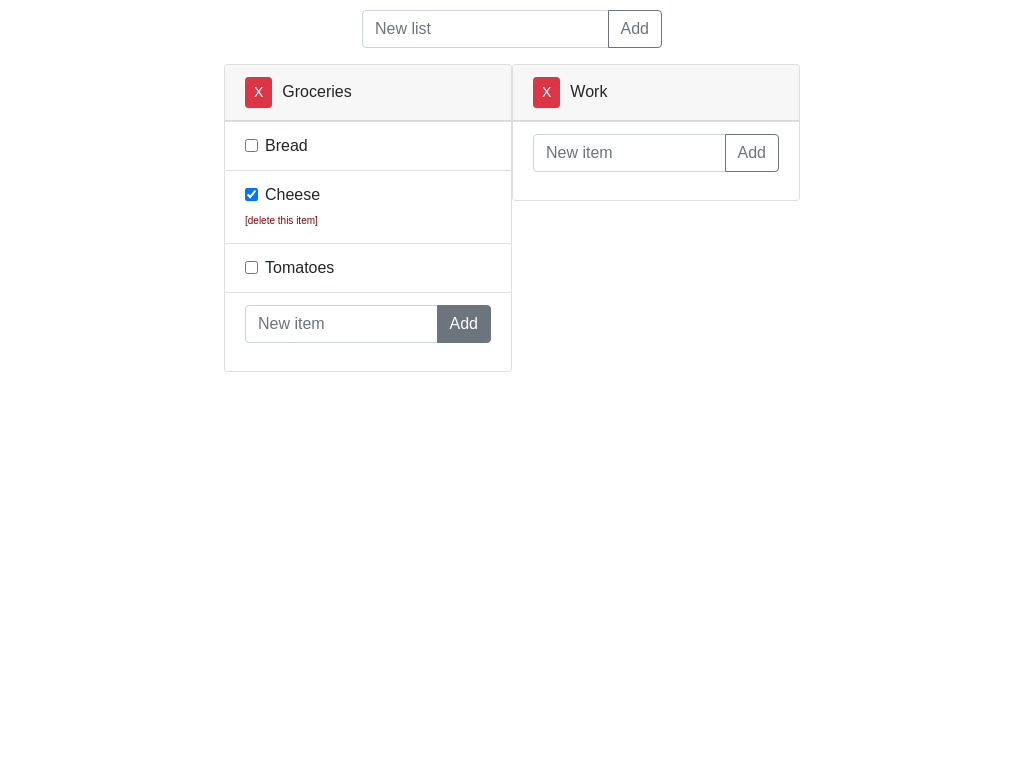 New list Add
X Groceries
Bread
Cheese
[delete this item]
Tomatoes
New item Add
X Work
New item Add